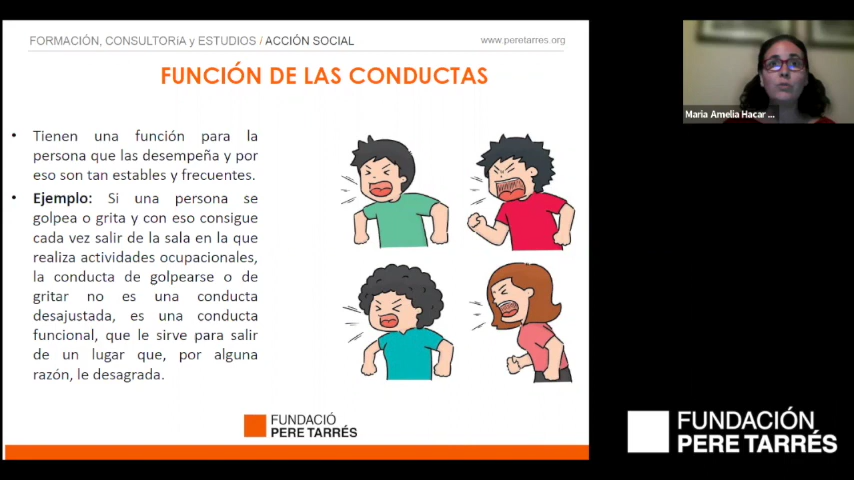 FORMACIÓN, CONSULTORíA y ESTUDIOS / ACCIÓN SOCIAL
www.peretarres.org
FUNCIÓN DE LAS CONDUCTAS
• Tienen una función para la
persona que las desempeña y por
eso son tan estables y frecuentes.
• Ejemplo: Si una persona se
golpea o grita y con eso consigue
cada vez salir de la sala en la que
realiza actividades ocupacionales,
la conducta de golpearse o de
gritar no es una conducta
desajustada, es una conducta
funcional, que le sirve para salir
de un lugar que, por alguna
razón, le desagrada.
FUNDACIÓ
PERE TARRÉS
Maria Amelia Hacar ...
FUNDACIÓN
PERE TARRÉS